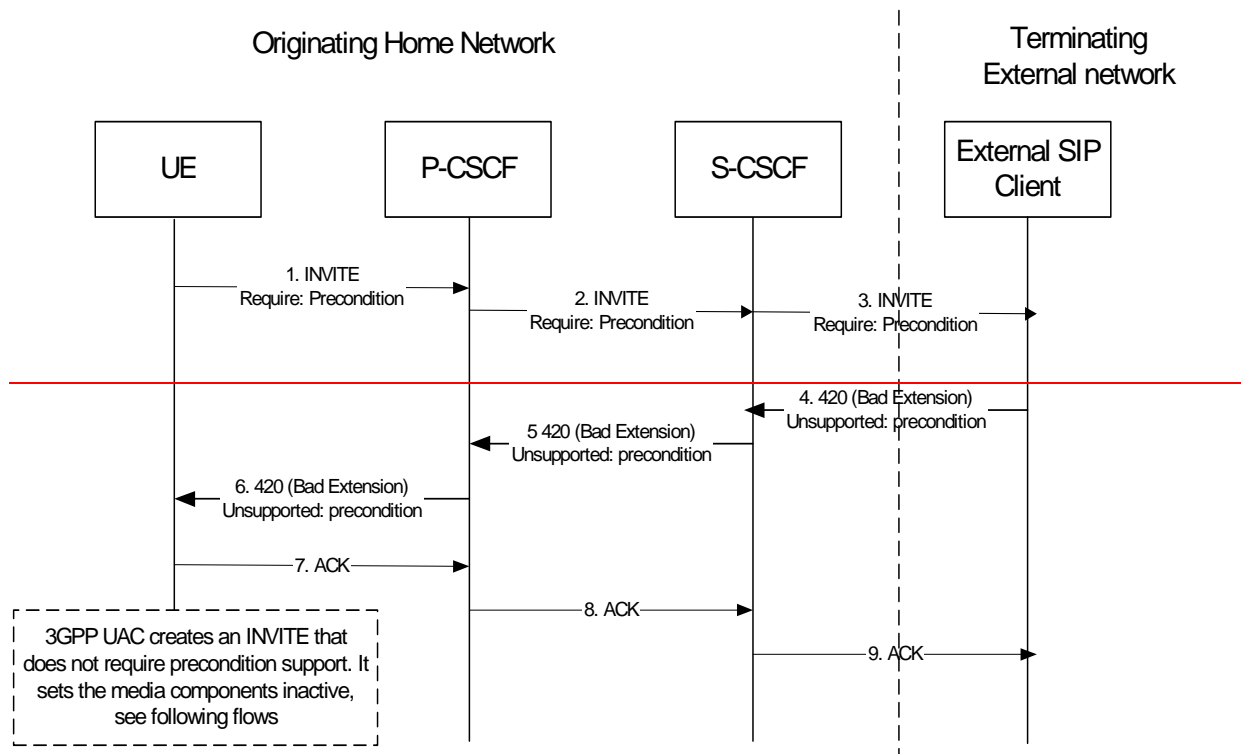 Originating Home Network
Terminating
External network
UE
P-CSCF
S-CSCF
External SIP
Client
1. INVITE
Require: Precondition
2. INVITE
Require: Precondition
3. INVITE
Require: Precondition
4. 420 (Bad Extension)
Unsupported: precondition
5 420 (Bad Extension)
Unsupported: precondition
6. 420 (Bad Extension)
Unsupported: precondition
7. ACK
8. ACK
9. ACK
3GPP UAC creates an INVITE that
does not require precondition support. It
sets the media components inactive,
see following flows